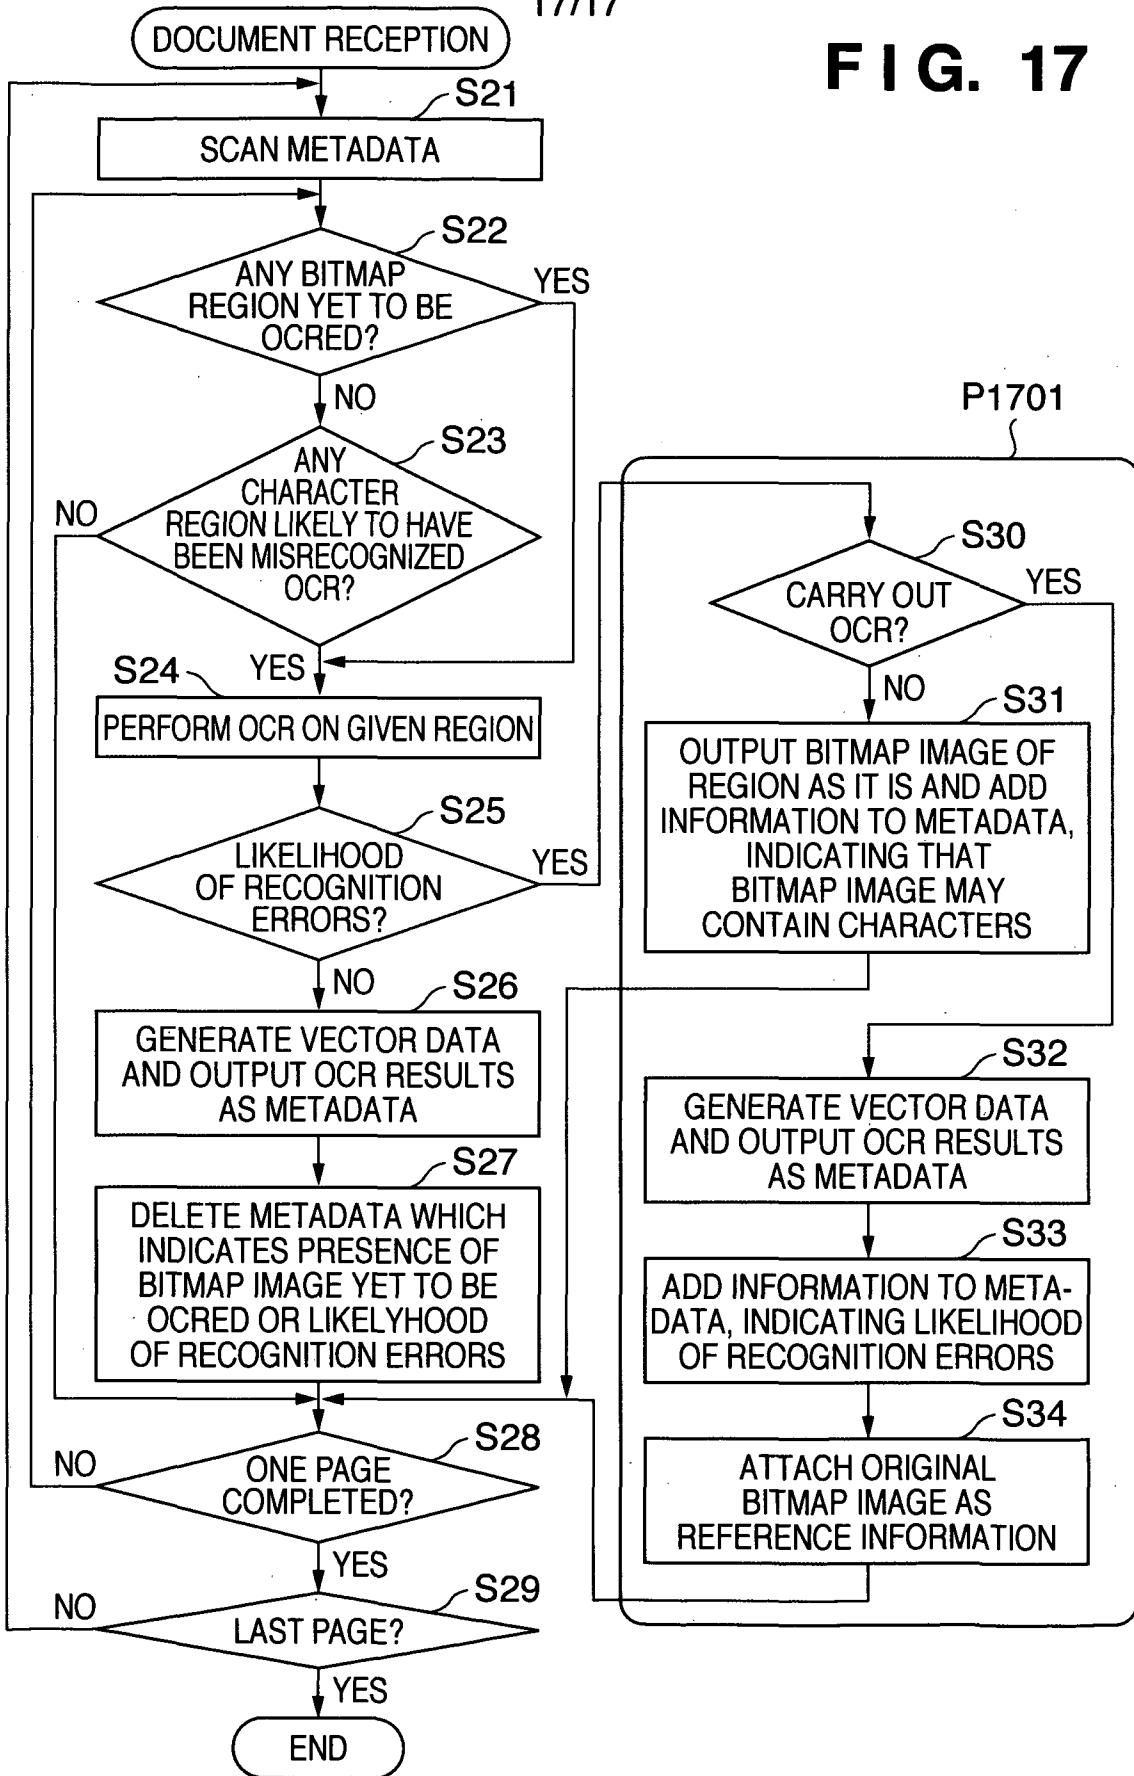 17/17
FIG. 17
DOCUMENT RECEPTION
S21
SCAN METADATA
S22
ANY BITMAP
REGION YET TO BE
OCRED?
YES
NO
S23
ANY
CHARACTER
REGION LIKELY TO HAVE
BEEN MISRECOGNIZED
OCR?
NO
YES
S24
PERFORM OCR ON GIVEN REGION
S25
LIKELIHOOD
OF RECOGNITION
ERRORS?
YES
NO
S26
GENERATE VECTOR DATA
AND OUTPUT OCR RESULTS
AS METADATA
S27
DELETE METADATA WHICH
INDICATES PRESENCE OF
BITMAP IMAGE YET TO BE
OCRED OR LIKELYHOOD
OF RECOGNITION ERRORS
S28
ONE PAGE
COMPLETED?
NO
YES
S29
LAST PAGE?
NO
YES
END
P1701
S30
CARRY OUT
OCR?
YES
NO
S31
OUTPUT BITMAP IMAGE OF
REGION AS IT IS AND ADD
INFORMATION TO METADATA,
INDICATING THAT
BITMAP IMAGE MAY
CONTAIN CHARACTERS
S32
GENERATE VECTOR DATA
AND OUTPUT OCR RESULTS
AS METADATA
S33
ADD INFORMATION TO META-
DATA, INDICATING LIKELIHOOD
OF RECOGNITION ERRORS
S34
ATTACH ORIGINAL
BITMAP IMAGE AS
REFERENCE INFORMATION